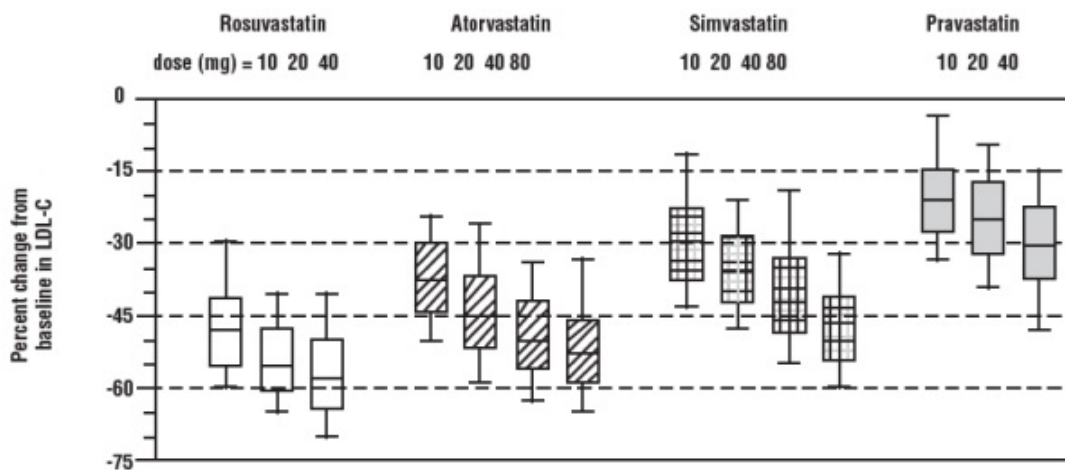 Rosuvastatin Atorvastatin Simvastatin Pravastatin
dose (mg) = 10 20 40 10 20 40 80 10 20 40 80 10 20 40
0
-15
-30
-45
-60
-75
Percent change from
baseline in LDL-C